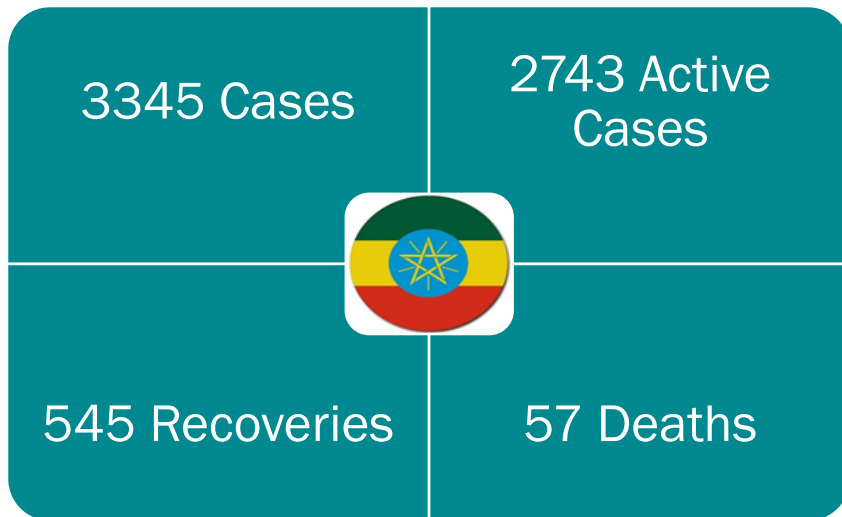 3345 Cases
2743 Active
Cases
545 Recoveries
57 Deaths